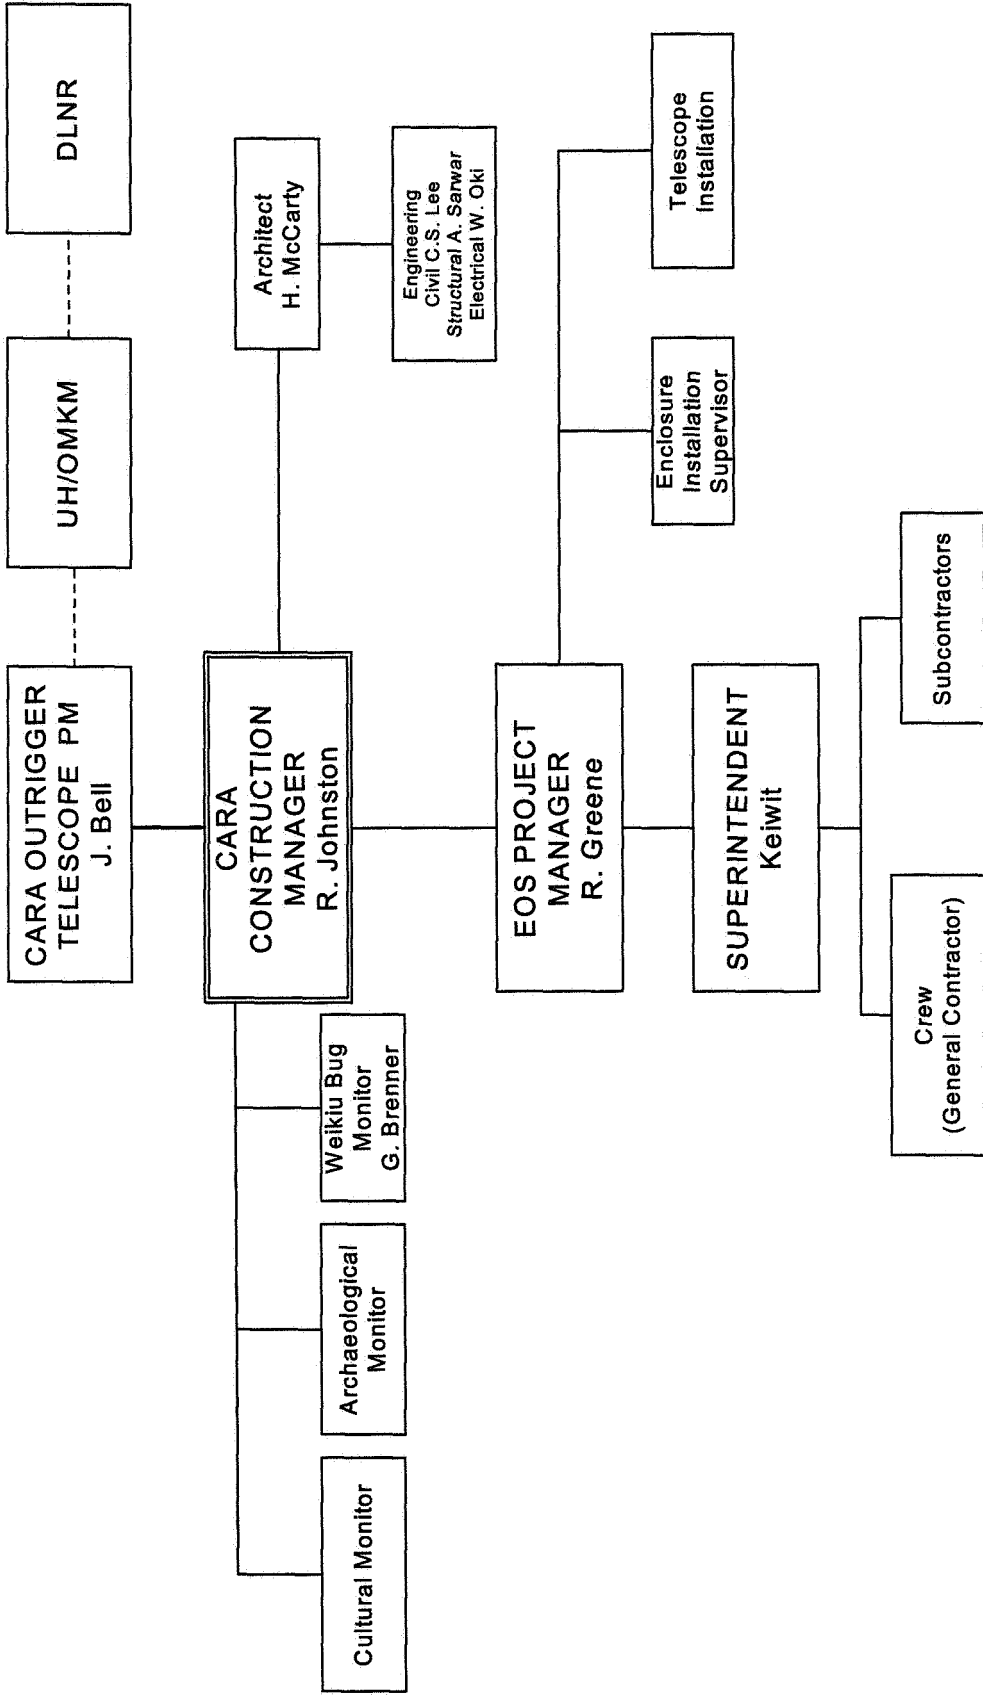 CARA OUTRIGGER
TELESCOPE PM
J. Bell
UH/OMKM
DLNR
CARA
CONSTRUCTION
MANAGER
R. Johnston
Architect
H. McCarty
Engineering
Civil C.S. Lee
Structural A. Sarwar
Electrical W. Oki
Cultural Monitor
Archaeological
Monitor
Weikiu Bug
Monitor
G. Brenner
EOS PROJECT
MANAGER
R. Greene
Enclosure
Installation
Supervisor
Telescope
Installation
SUPERINTENDENT
Keiwit
Crew
(General Contractor)
Subcontractors